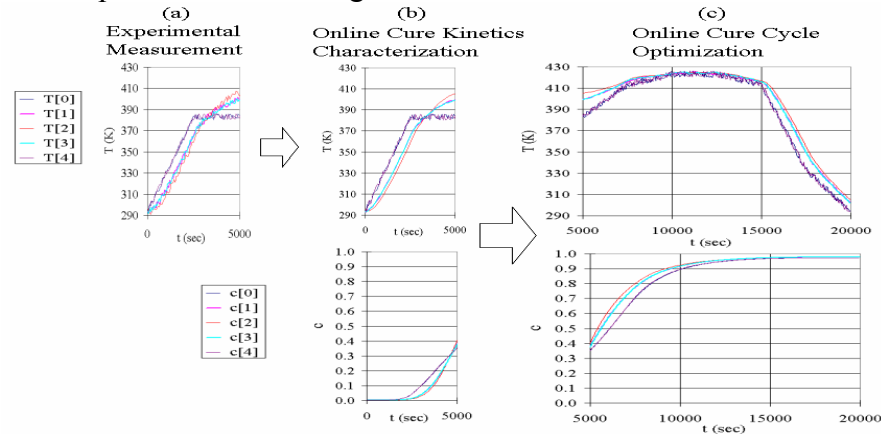 (a)
Experimental
Measurement
(b)
Online Cure Kinetics
Characterization
(c)
Online Cure Cycle
Optimization
T[0]
T[1]
T[2]
T[3]
T[4]
T (K)
430
410
390
370
350
330
310
290
0
5000
t (sec)
T (K)
430
410
390
370
350
330
310
290
0
5000
t (sec)
T (K)
430
410
390
370
350
330
310
290
5000
10000
15000
20000
t (sec)
c[0]
c[1]
c[2]
c[3]
c[4]
c
1.0
0.9
0.8
0.7
0.6
0.5
0.4
0.3
0.2
0.1
0.0
0
5000
t (sec)
c
1.0
0.9
0.8
0.7
0.6
0.5
0.4
0.3
0.2
0.1
0.0
5000
10000
15000
20000
t (sec)